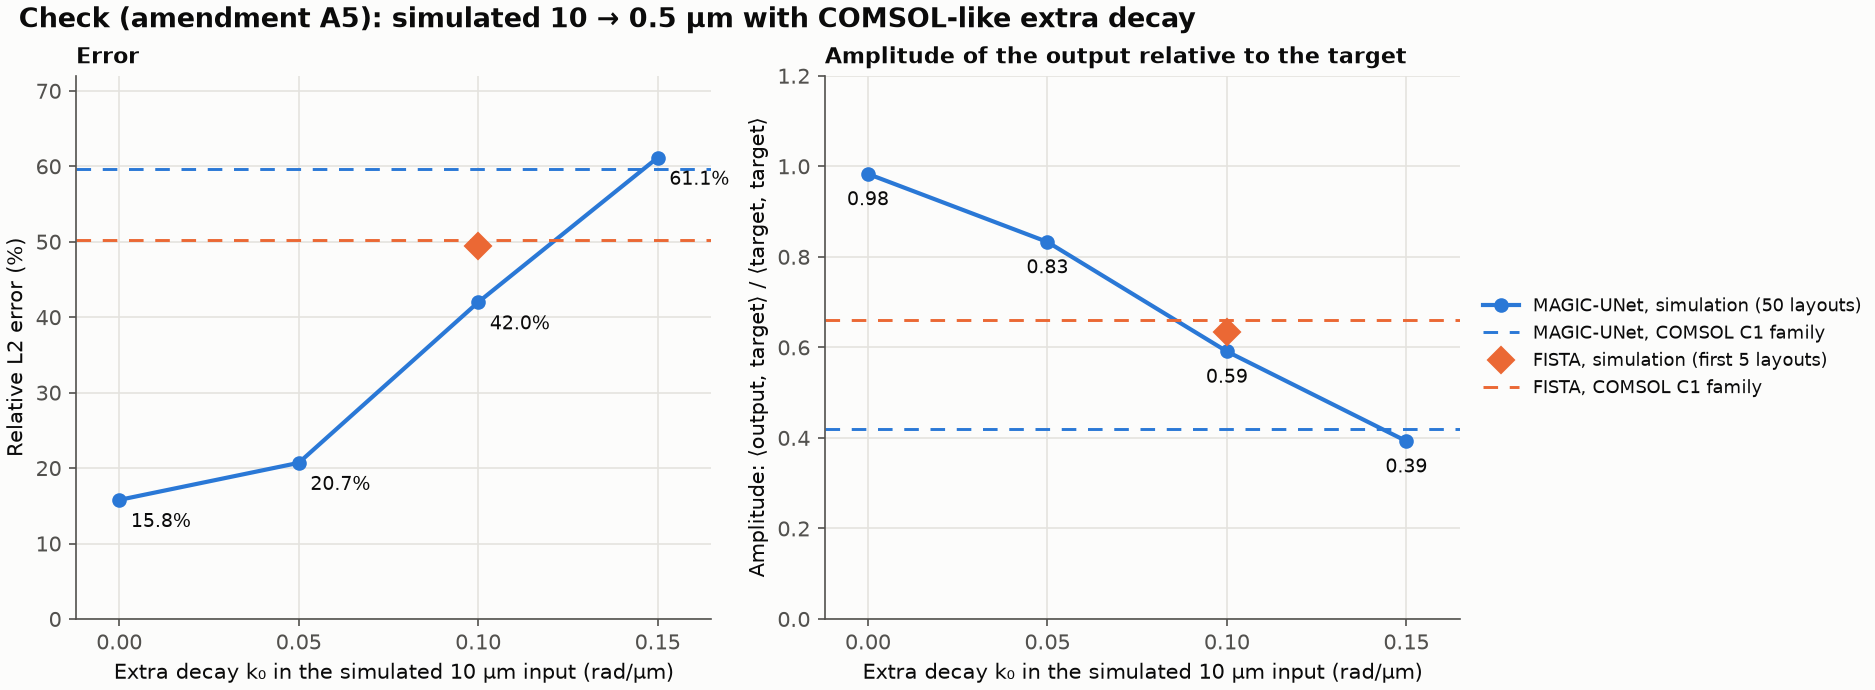 Check (amendment A5): simulated 10 → 0.5 µm with COMSOL-like extra decay
Error
Relative L2 error (%)
70
60
50
40
30
20
10
0
15.8%
20.7%
42.0%
61.1%
0.00
0.05
0.10
0.15
Extra decay k₀ in the simulated 10 µm input (rad/µm)
Amplitude of the output relative to the target
Amplitude: ⟨output, target⟩ / ⟨target, target⟩
1.2
1.0
0.8
0.6
0.4
0.2
0.0
0.98
0.83
0.59
0.39
0.00
0.05
0.10
0.15
Extra decay k₀ in the simulated 10 µm input (rad/µm)
MAGIC-UNet, simulation (50 layouts)
MAGIC-UNet, COMSOL C1 family
FISTA, simulation (first 5 layouts)
FISTA, COMSOL C1 family